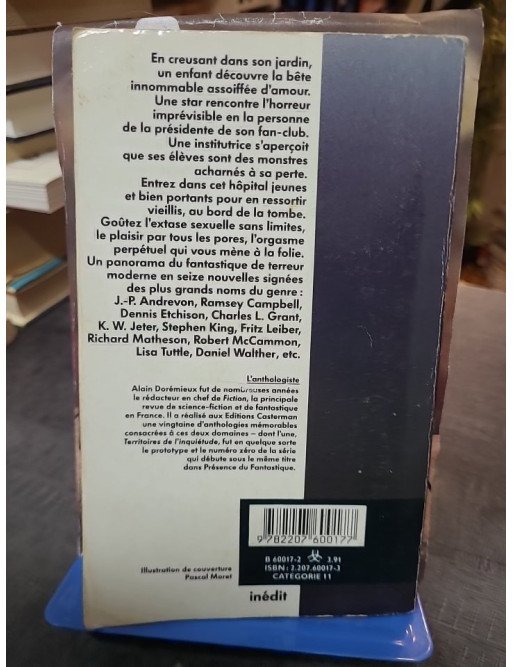 En creusant dans son jardin,
un enfant découvre la bête
innommable assoiffée d'amour.
Une star rencontre l'horreur
imprévisible en la personne
de la présidente de son fan-club.
Une institutrice s'aperçoit
que ses élèves sont des monstres
acharnés à sa perte.
Entrez dans cet hôpital jeunes
et bien portants pour en ressortir
vieillis, au bord de la tombe.
Goûtez l'extase sexuelle sans limites,
le plaisir par tous les pores, l'orgasme
perpétuel qui vous mène à la folie.
Un panorama du fantastique de terreur
moderne en seize nouvelles signées
des plus grands noms du genre :
J.-P. Andrevon, Ramsey Campbell,
Dennis Etchison, Charles L. Grant,
K. W. Jeter, Stephen King, Fritz Leiber,
Richard Matheson, Robert McCammon,
Lisa Tuttle, Daniel Walther, etc.
L'anthologiste
Alain Dorémieux fut de nombreuses années
le rédacteur en chef de Fiction, la principale
revue de science-fiction et de fantastique
en France. Il a réalisé aux Editions Casterman
une vingtaine d'anthologies mémorables
consacrées à ces deux domaines – dont l'une,
Territoires de l'inquiétude, fut en quelque sorte
le prototype et le numéro zéro de la série
qui débute sous le même titre
dans Présence du Fantastique.
9 782207 600177
B 60017-2 3.91
ISBN : 2.207.60017-3
CATEGORIE 11
Illustration de couverture
Pascal Moret
inédit